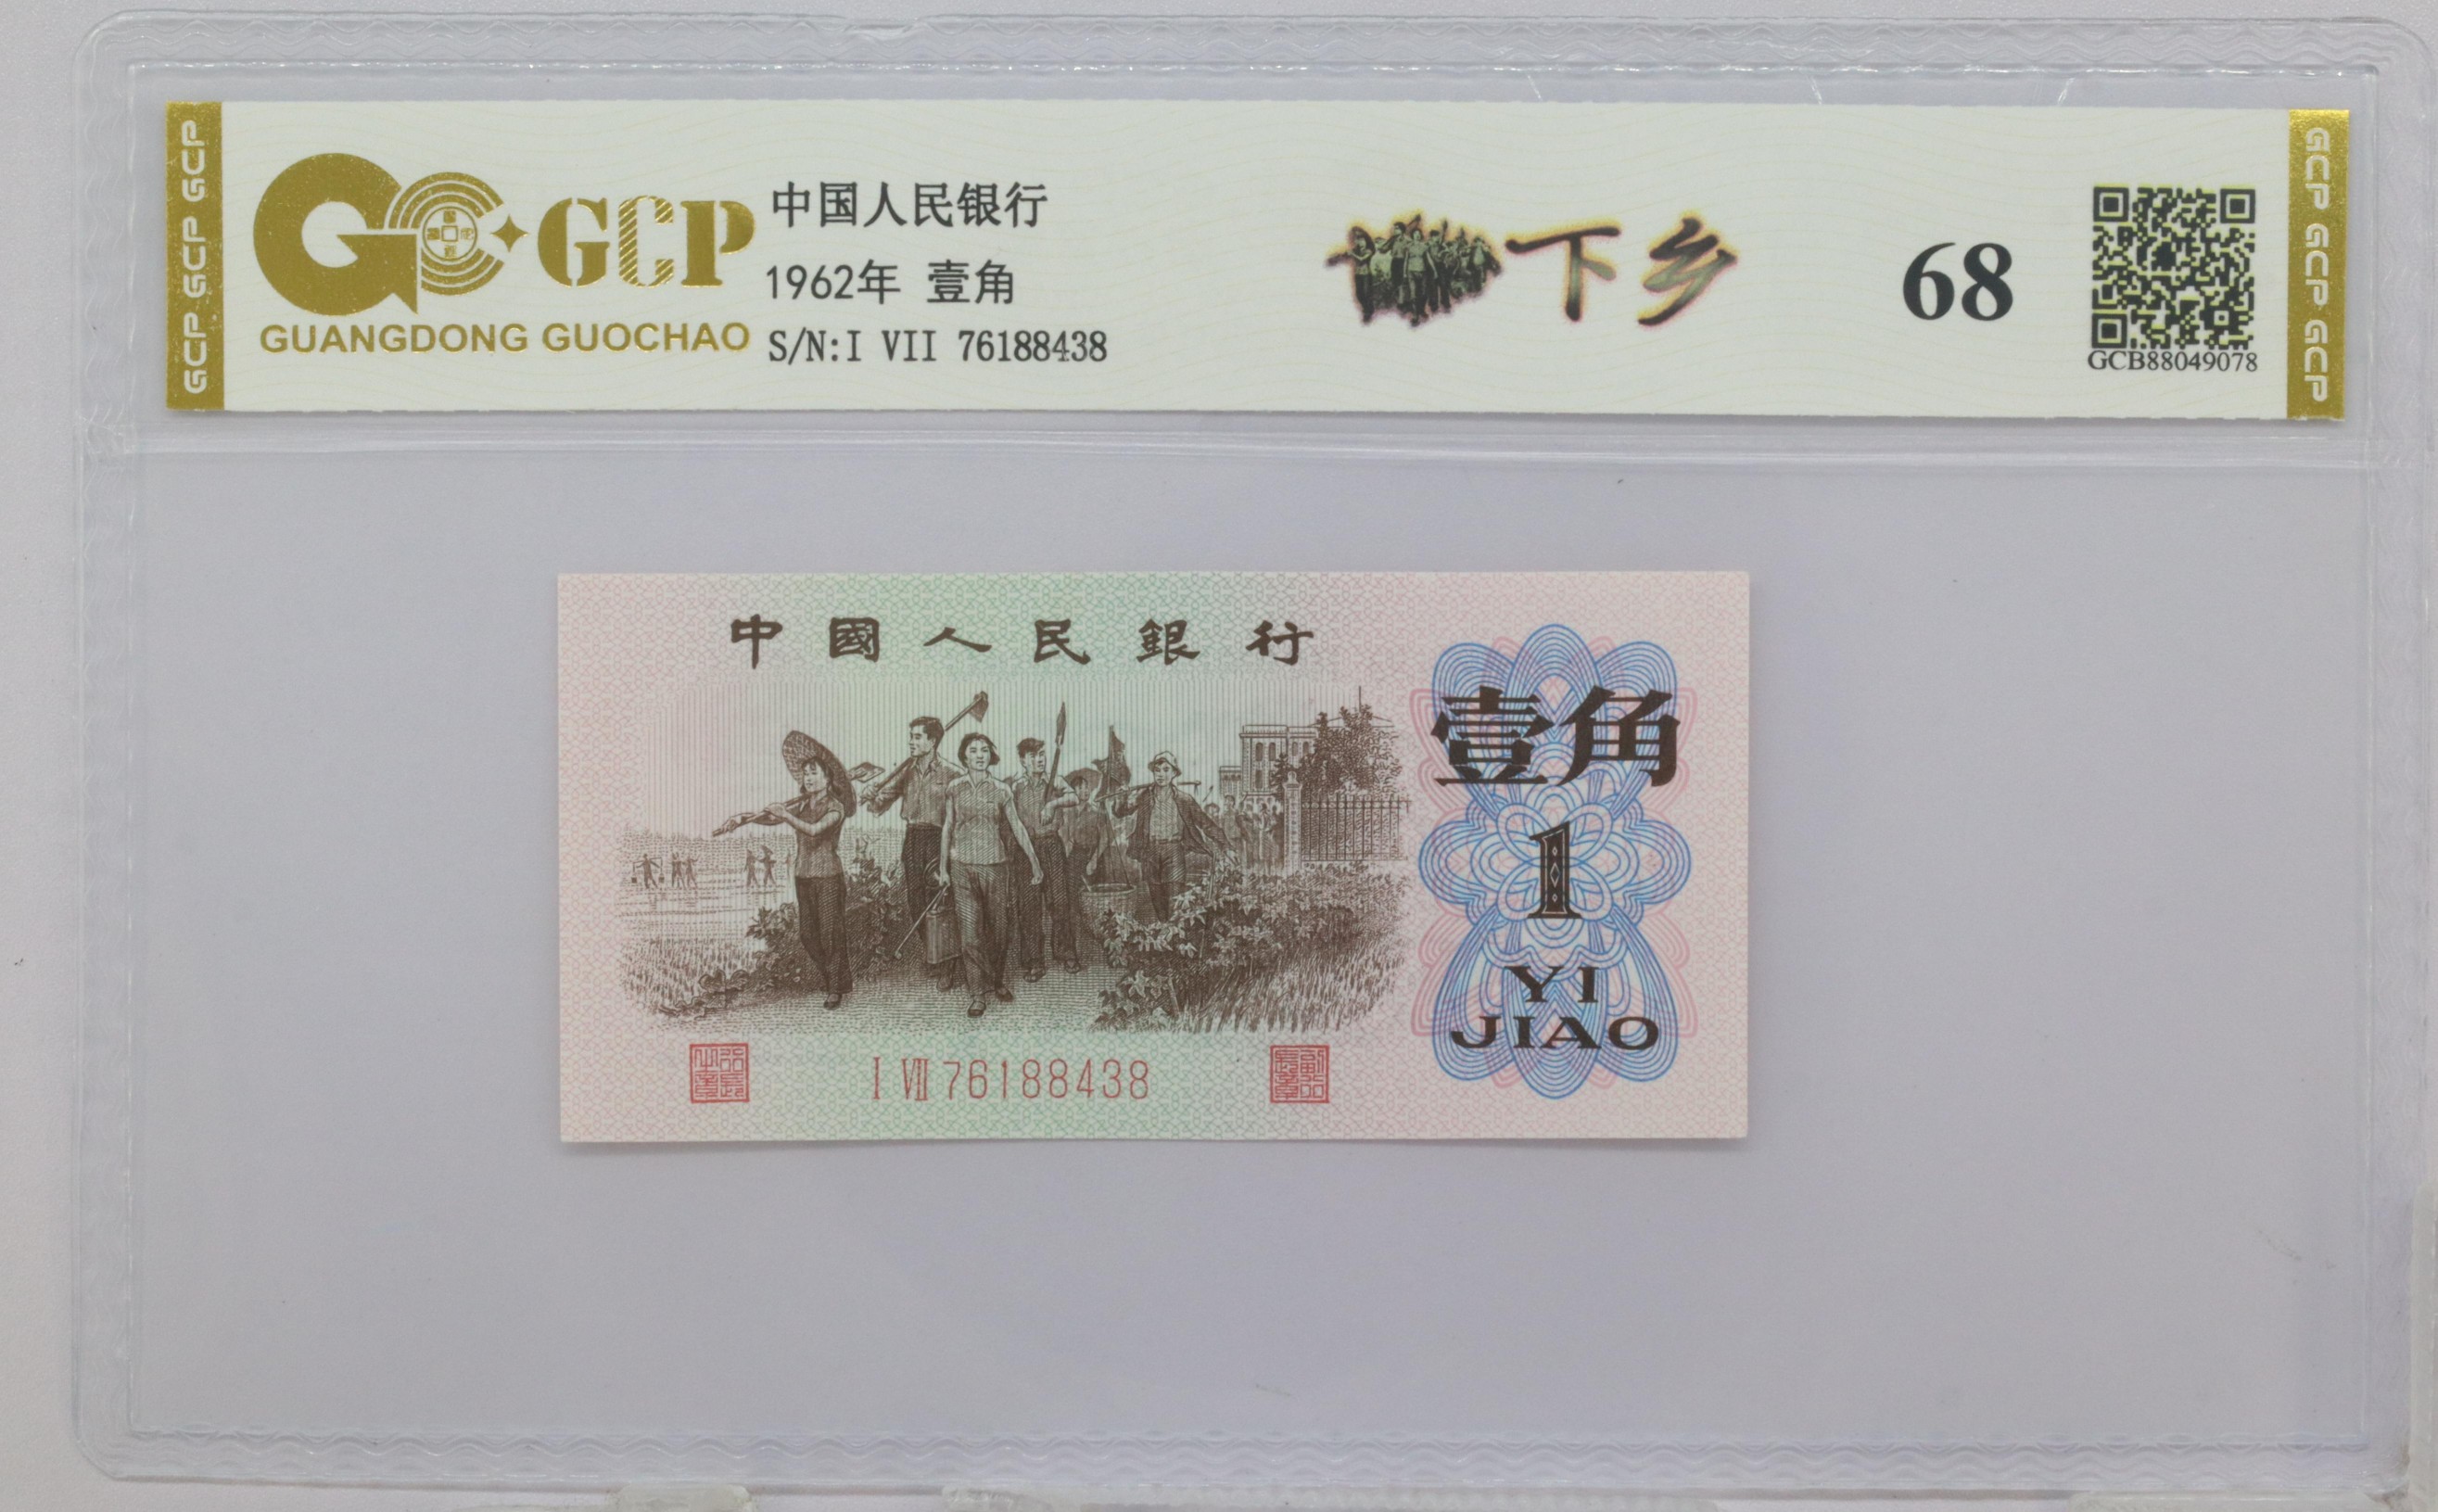 GCP GCP GCP
GCP
GUANGDONG GUOCHAO
中国人民银行
1962年 壹角
S/N:I VII 76188438
下乡
68
GCB88049078
GCP GCP GCP
中國人民銀行
壹角
1
YI
JIAO
I VII 76188438